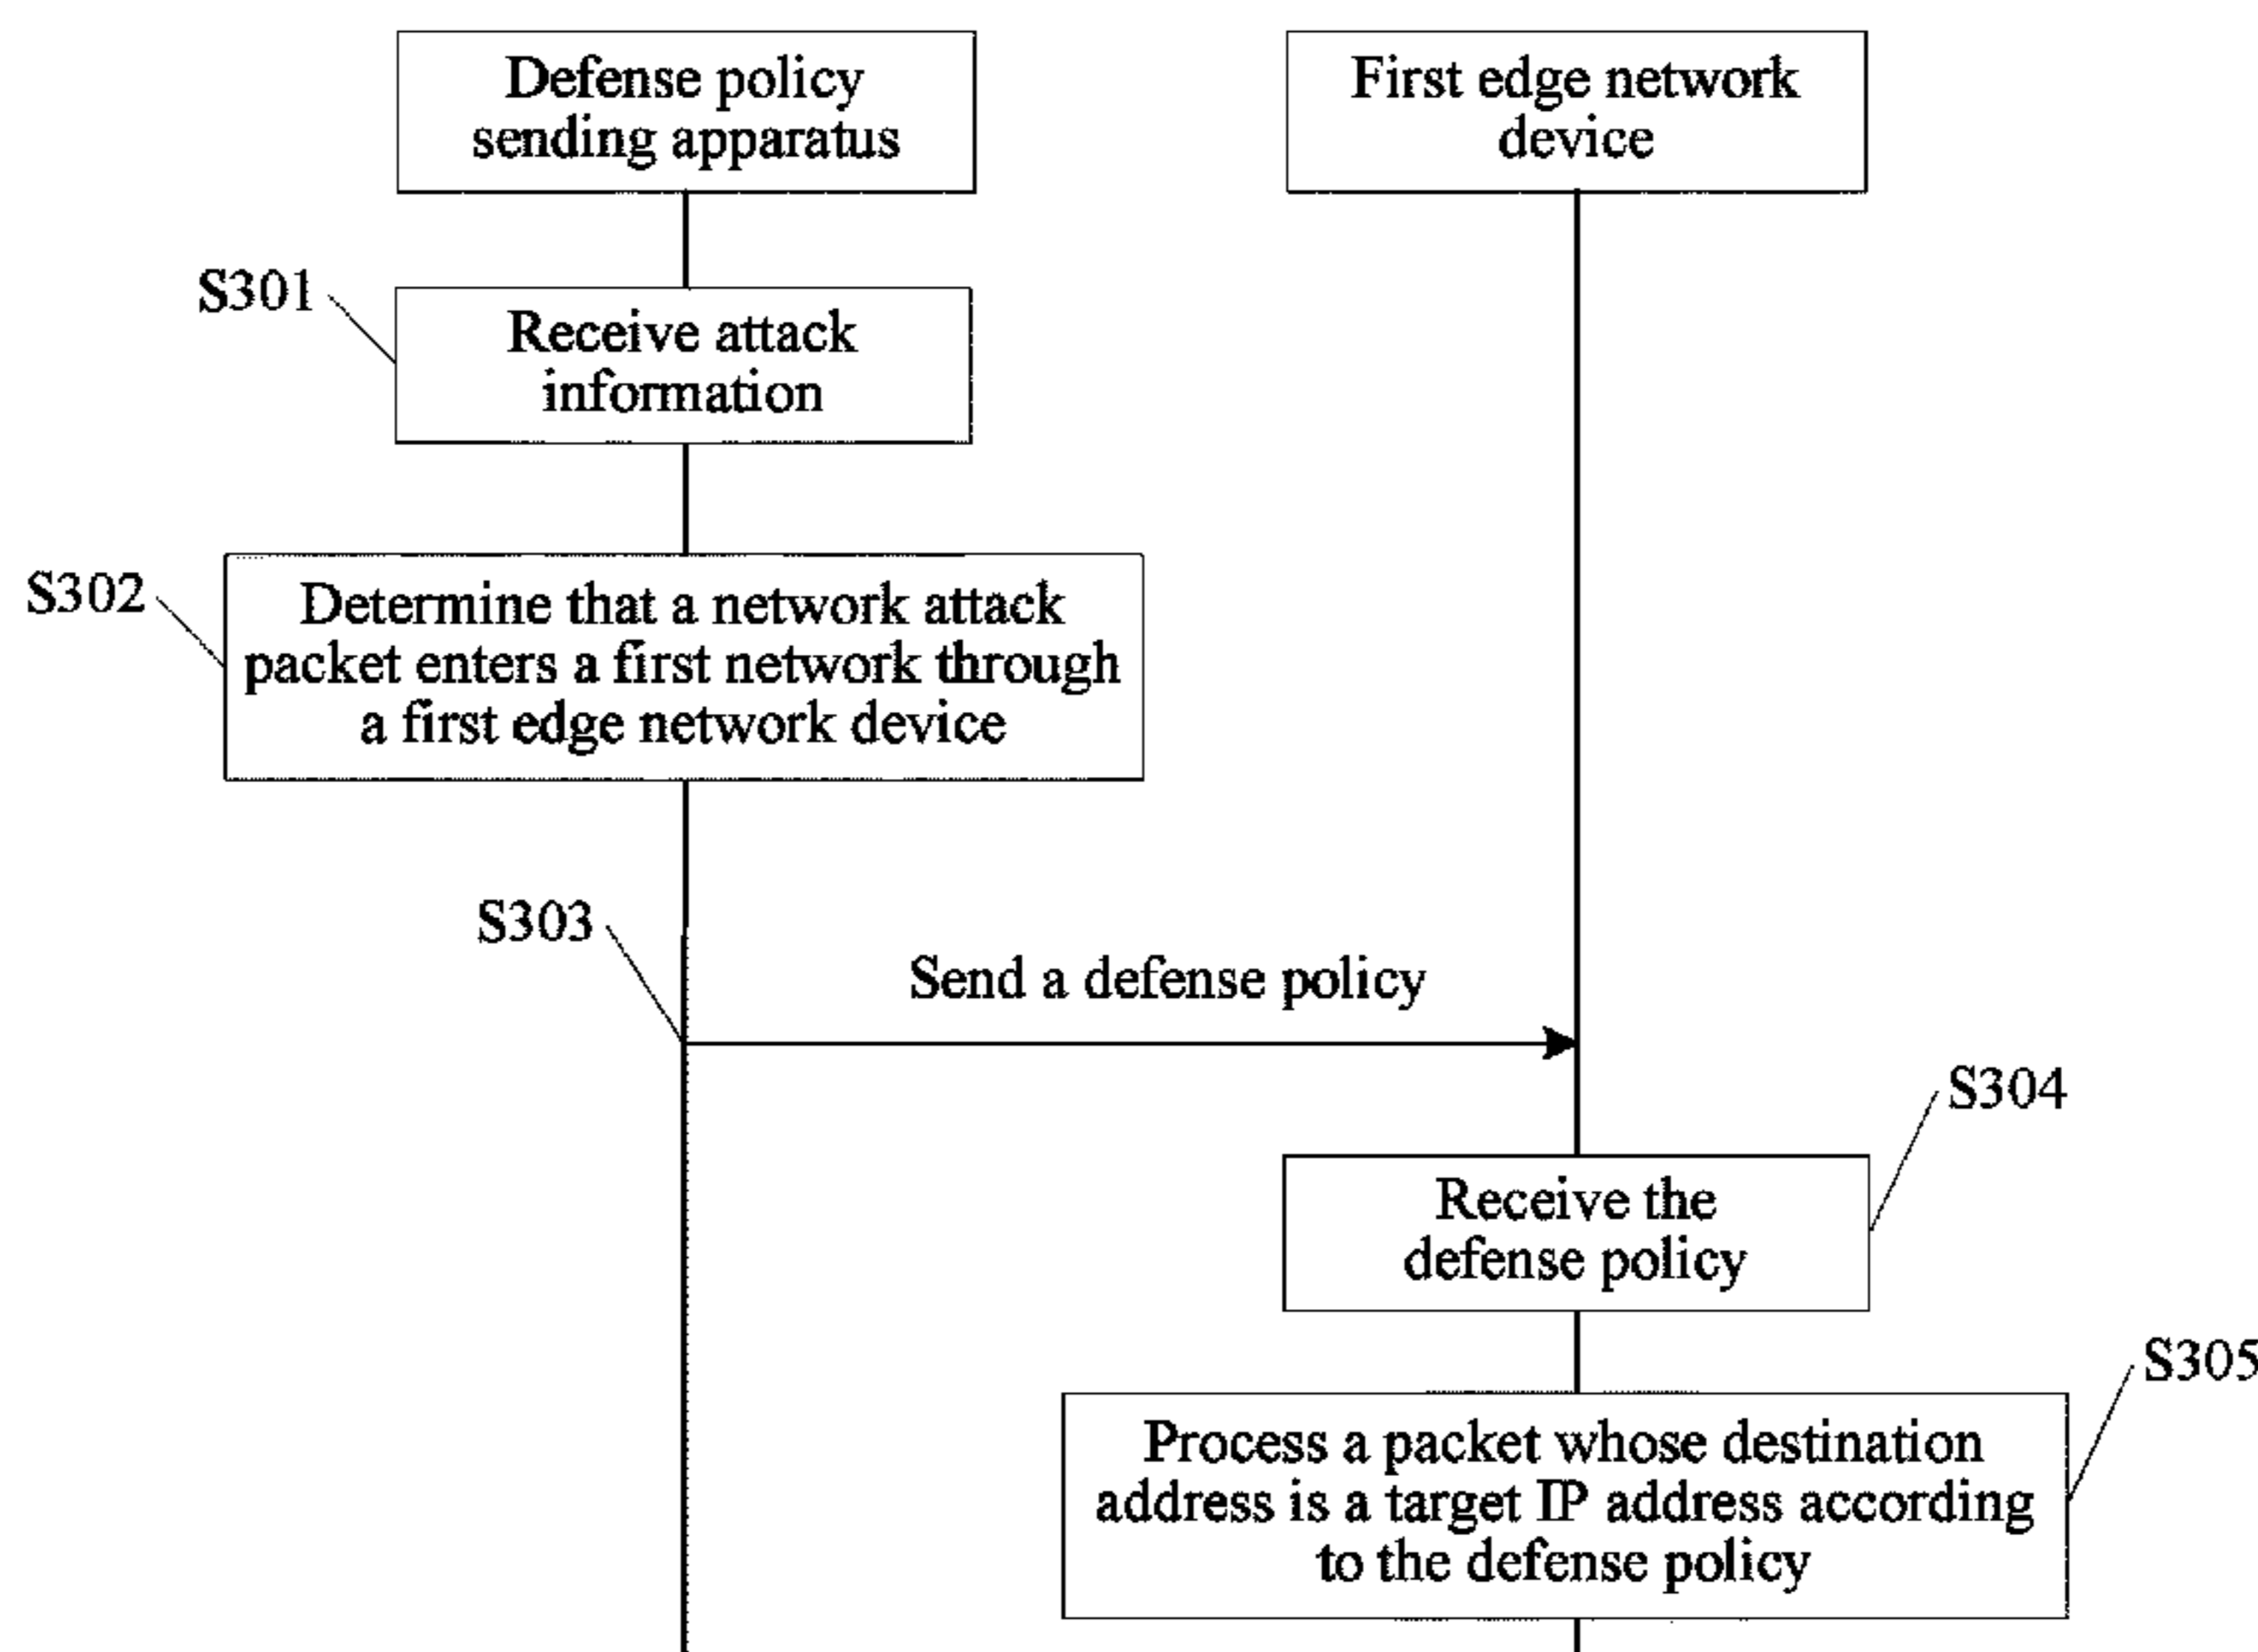 Defense policy
sending apparatus
First edge network
device
S301
Receive attack
information
S302
Determine that a network attack
packet enters a first network through
a first edge network device
S303
Send a defense policy
S304
Receive the
defense policy
S305
Process a packet whose destination
address is a target IP address according
to the defense policy